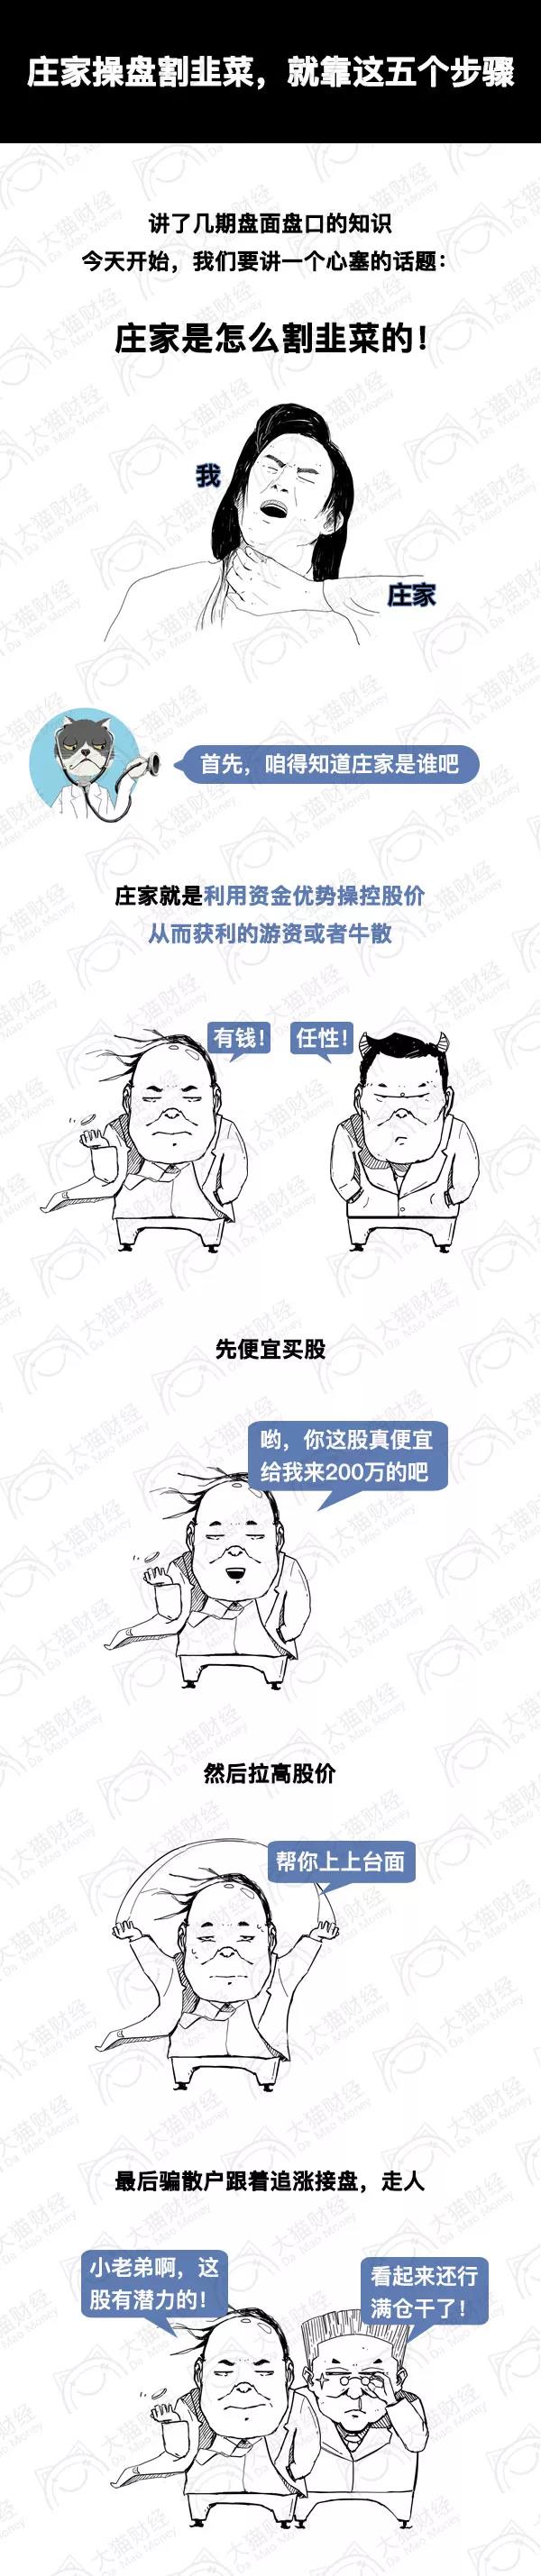 庄家操盘割韭菜，就靠这五个步骤
讲了几期盘面盘口的知识
今天开始，我们要讲一个心塞的话题：
庄家是怎么割韭菜的！
我
庄家
首先，咱得知道庄家是谁吧
庄家就是利用资金优势操控股价
从而获利的游资或者牛散
有钱！
任性！
先便宜买股
哟，你这股真便宜
给我来200万的吧
然后拉高股价
帮你上上台面
最后骗散户跟着追涨接盘，走人
小老弟啊，这
股有潜力的！
看起来还行
满仓干了！
大猫财经
Da Mao Money